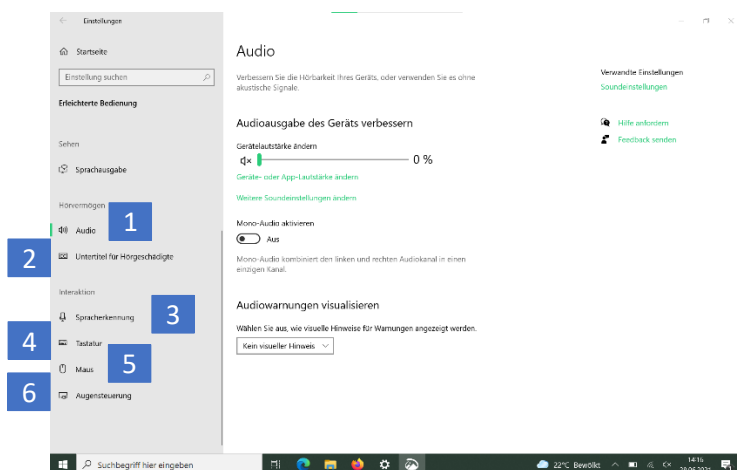 Einstellungen
Startseite
Einstellung suchen
Erleichterte Bedienung
Sehen
Sprachausgabe
Hörvermögen
1
Audio
2
Untertitel für Hörgeschädigte
Interaktion
Spracherkennung
3
4
Tastatur
5
Maus
6
Augensteuerung
Audio
Verbessern Sie die Hörbarkeit Ihres Geräts, oder verwenden Sie es ohne
akustische Signale.
Audioausgabe des Geräts verbessern
Gerätelautstärke ändern
0 %
Geräte- oder App-Lautstärke ändern
Weitere Soundeinstellungen ändern
Mono-Audio aktivieren
Aus
Mono-Audio kombiniert den linken und rechten Audiokanal in einen
einzigen Kanal.
Audiowarnungen visualisieren
Wählen Sie aus, wie visuelle Hinweise für Warnungen angezeigt werden.
Kein visueller Hinweis
Verwandte Einstellungen
Soundeinstellungen
Hilfe anfordern
Feedback senden
Suchbegriff hier eingeben
22°C Bewölkt
14:16
28.06.2021